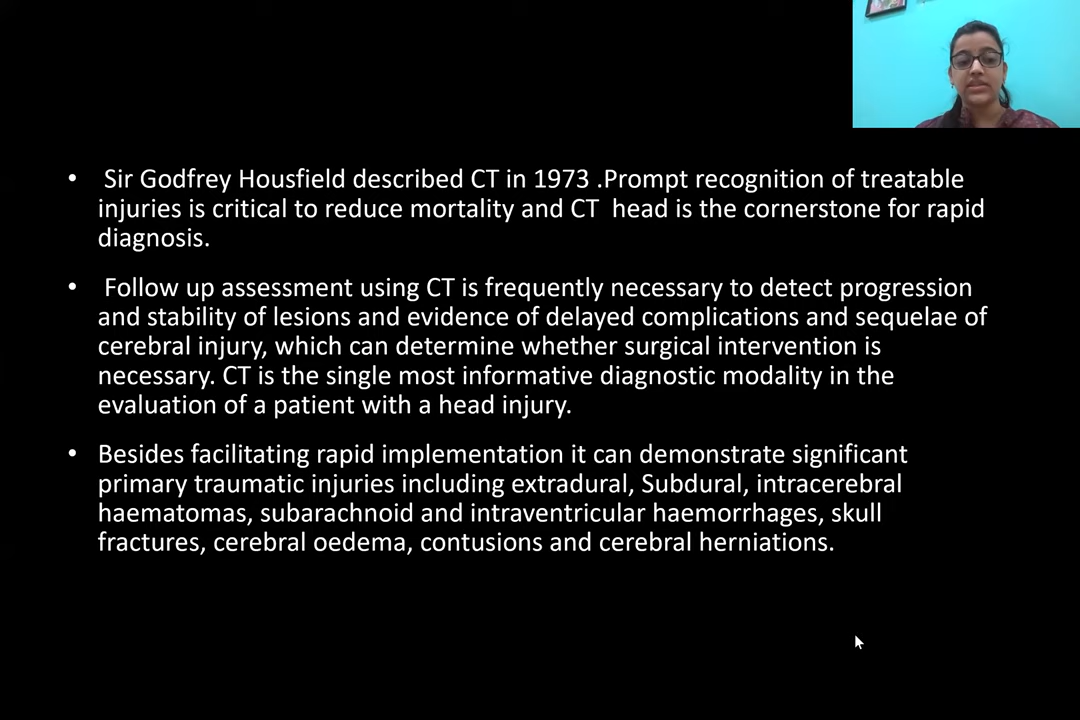 • Sir Godfrey Housfield described CT in 1973 .Prompt recognition of treatable
injuries is critical to reduce mortality and CT head is the cornerstone for rapid
diagnosis.
• Follow up assessment using CT is frequently necessary to detect progression
and stability of lesions and evidence of delayed complications and sequelae of
cerebral injury, which can determine whether surgical intervention is
necessary. CT is the single most informative diagnostic modality in the
evaluation of a patient with a head injury.
• Besides facilitating rapid implementation it can demonstrate significant
primary traumatic injuries including extradural, Subdural, intracerebral
haematomas, subarachnoid and intraventricular haemorrhages, skull
fractures, cerebral oedema, contusions and cerebral herniations.